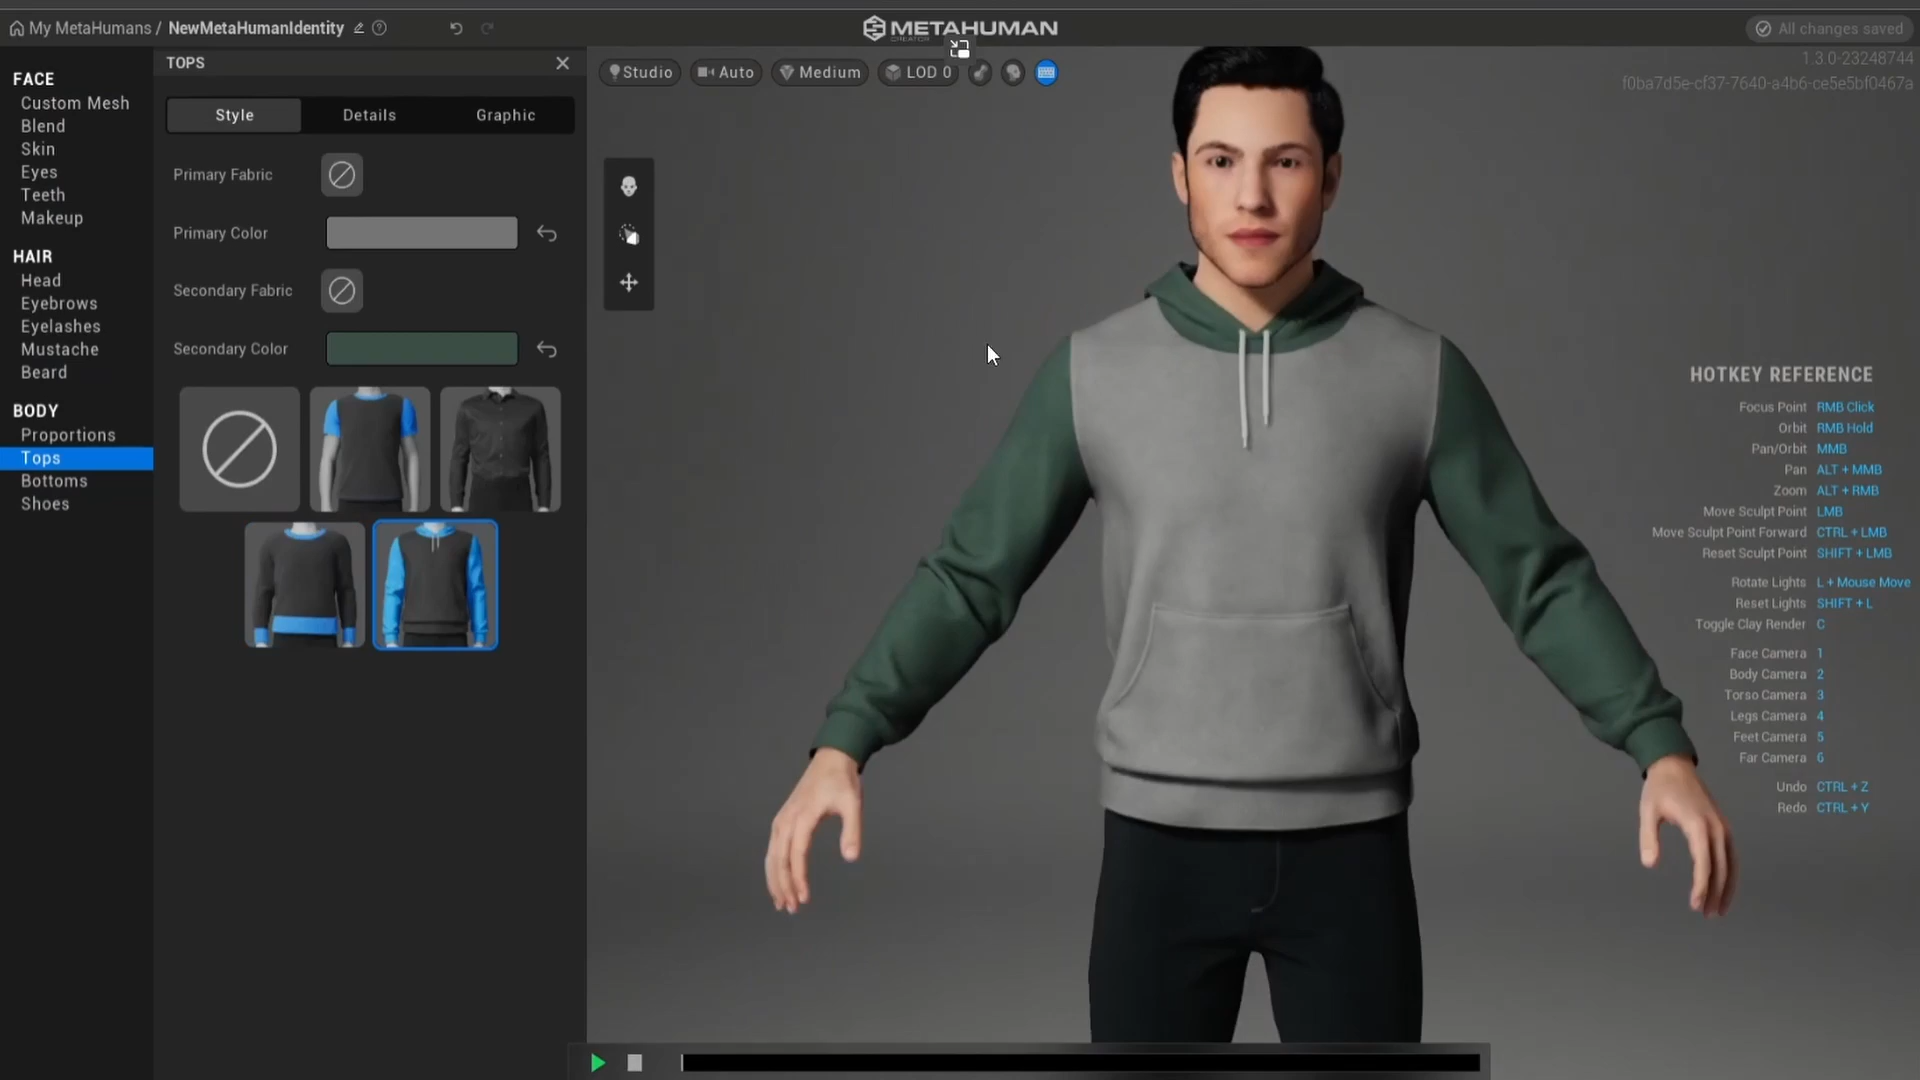 My MetaHumans / NewMetaHumanIdentity
METAHUMAN
CREATOR
All changes saved
1.3.0-23248744
f0ba7d5e-cf37-7640-a4b6-ce5e5bf0467a
FACE
Custom Mesh
Blend
Skin
Eyes
Teeth
Makeup
HAIR
Head
Eyebrows
Eyelashes
Mustache
Beard
BODY
Proportions
Tops
Bottoms
Shoes
TOPS
Style Details Graphic
Primary Fabric
Primary Color
Secondary Fabric
Secondary Color
Studio Auto Medium LOD 0
HOTKEY REFERENCE
Focus Point RMB Click
Orbit RMB Hold
Pan/Orbit MMB
Pan ALT + MMB
Zoom ALT + RMB
Move Sculpt Point LMB
Move Sculpt Point Forward CTRL + LMB
Reset Sculpt Point SHIFT + LMB
Rotate Lights L + Mouse Move
Reset Lights SHIFT + L
Toggle Clay Render C
Face Camera 1
Body Camera 2
Torso Camera 3
Legs Camera 4
Feet Camera 5
Far Camera 6
Undo CTRL + Z
Redo CTRL + Y